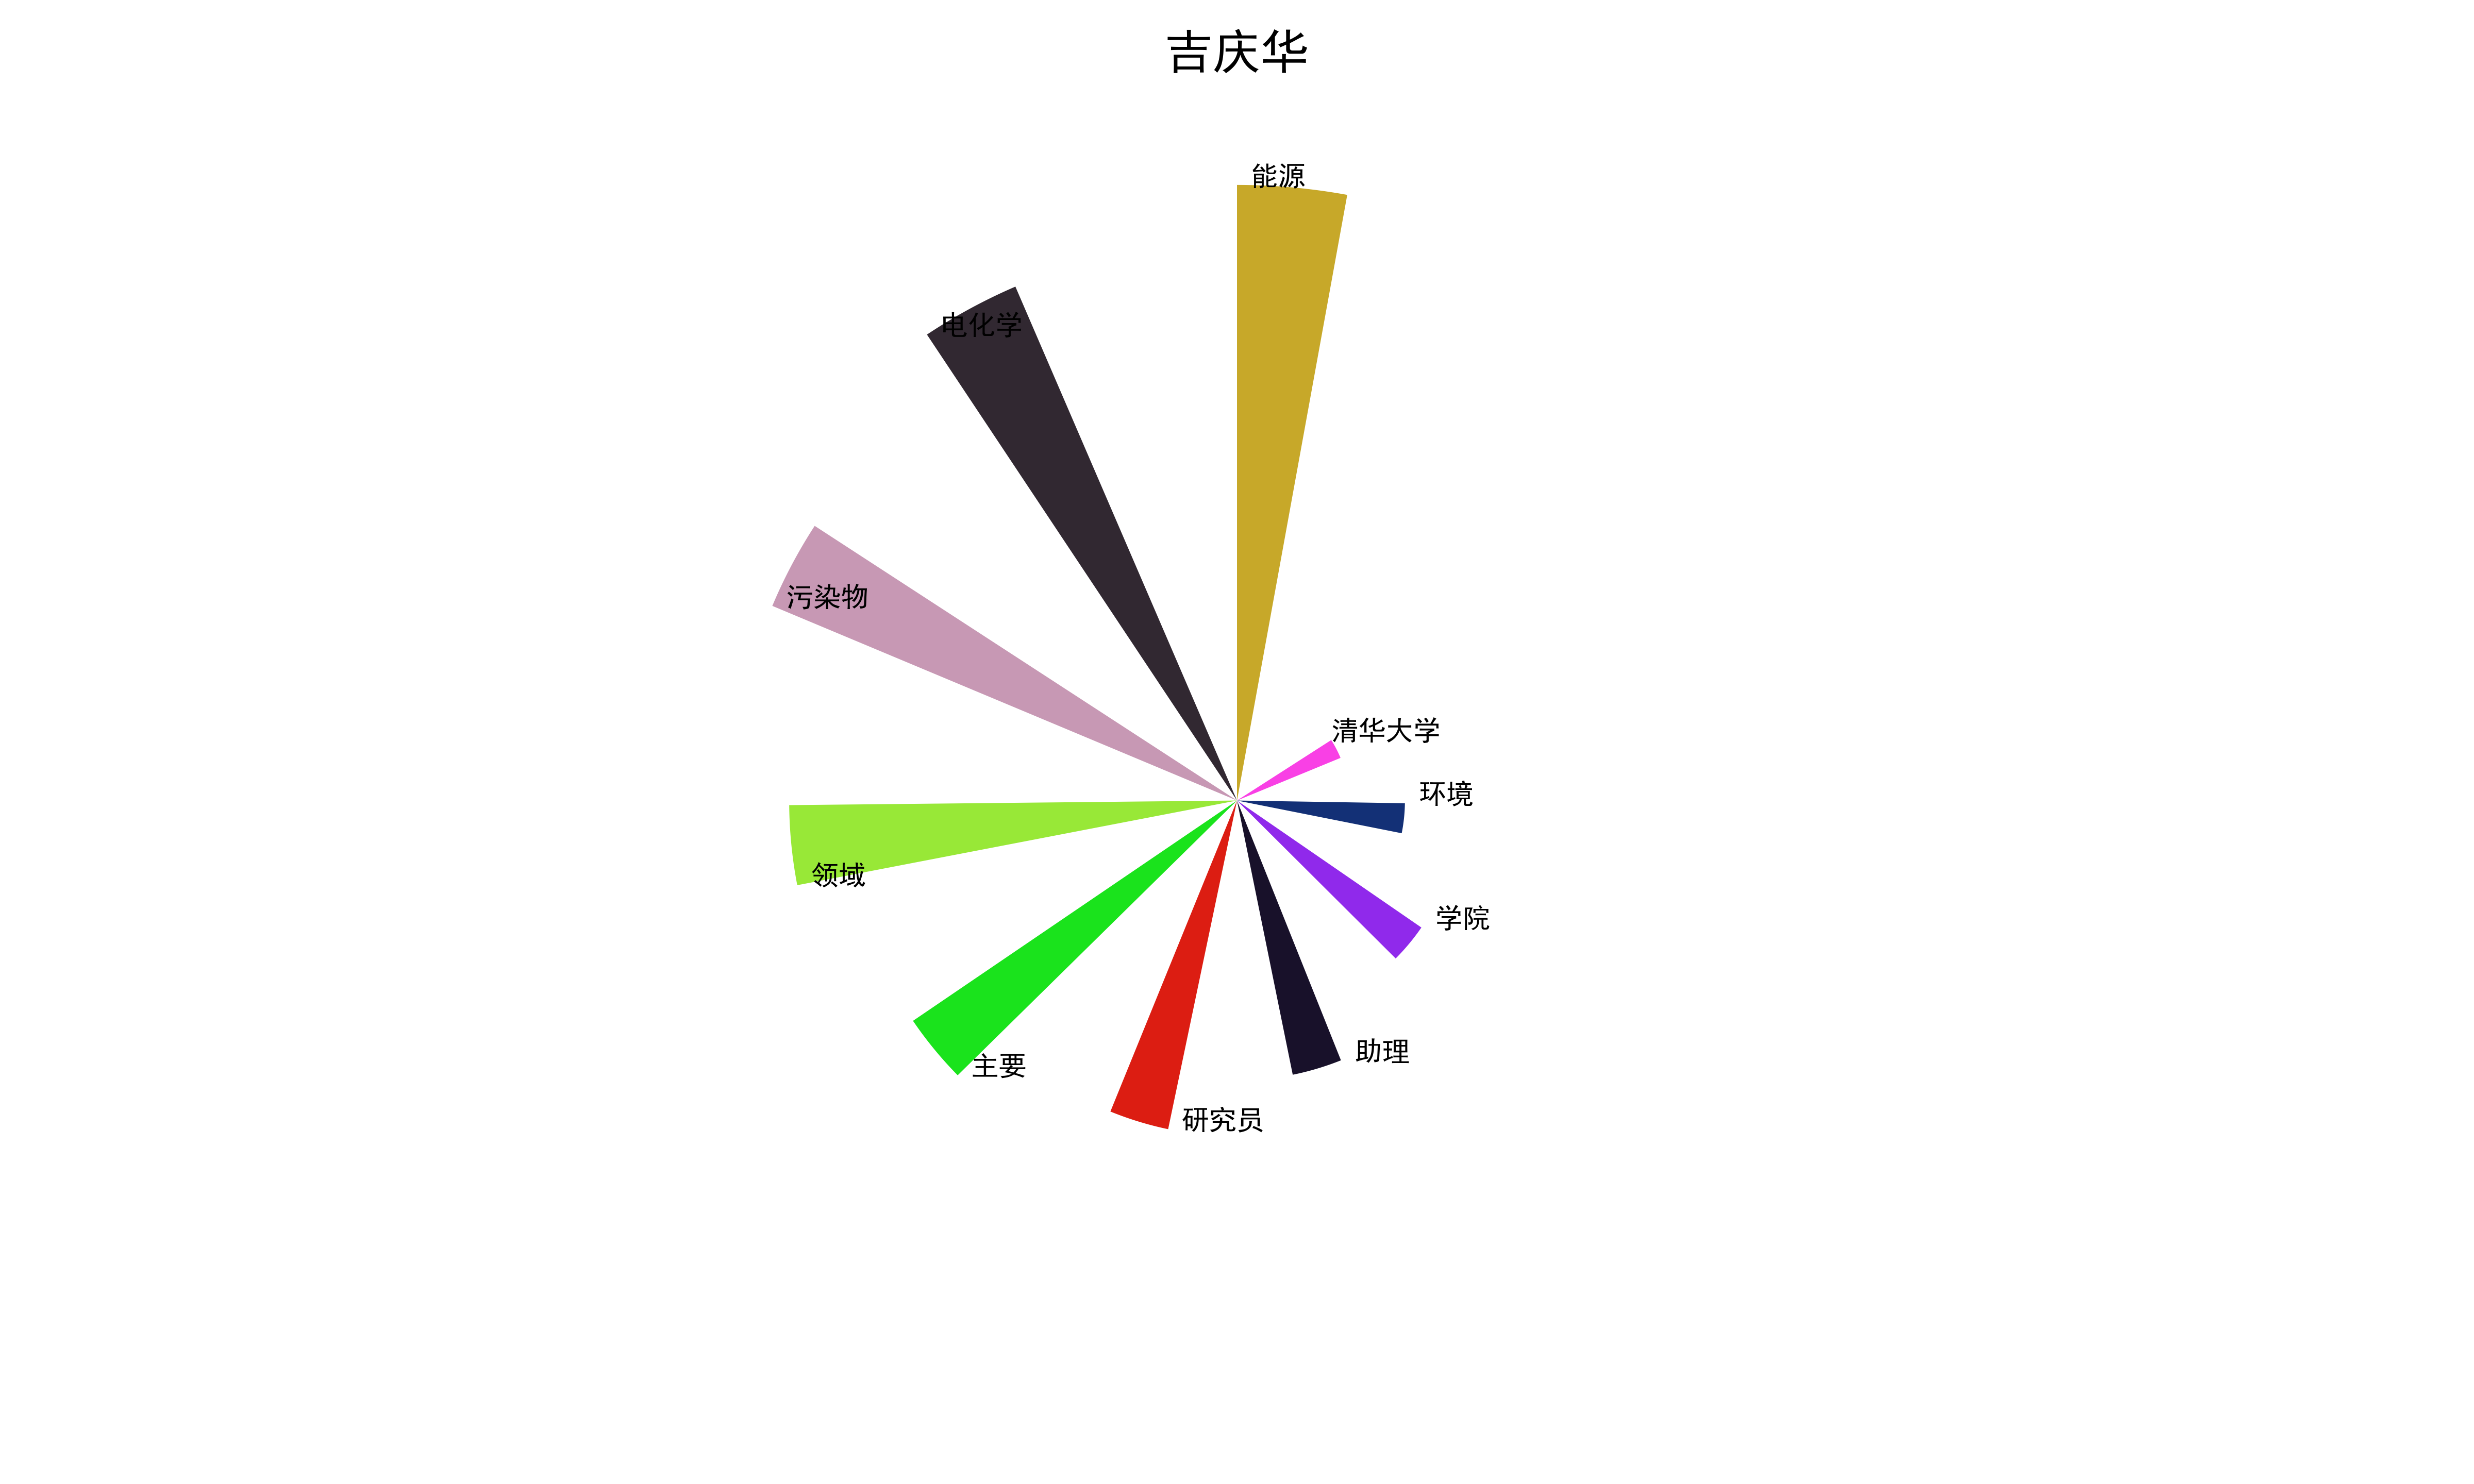 吉庆华
能源
电化学
污染物
清华大学
环境
领域
学院
助理
主要
研究员